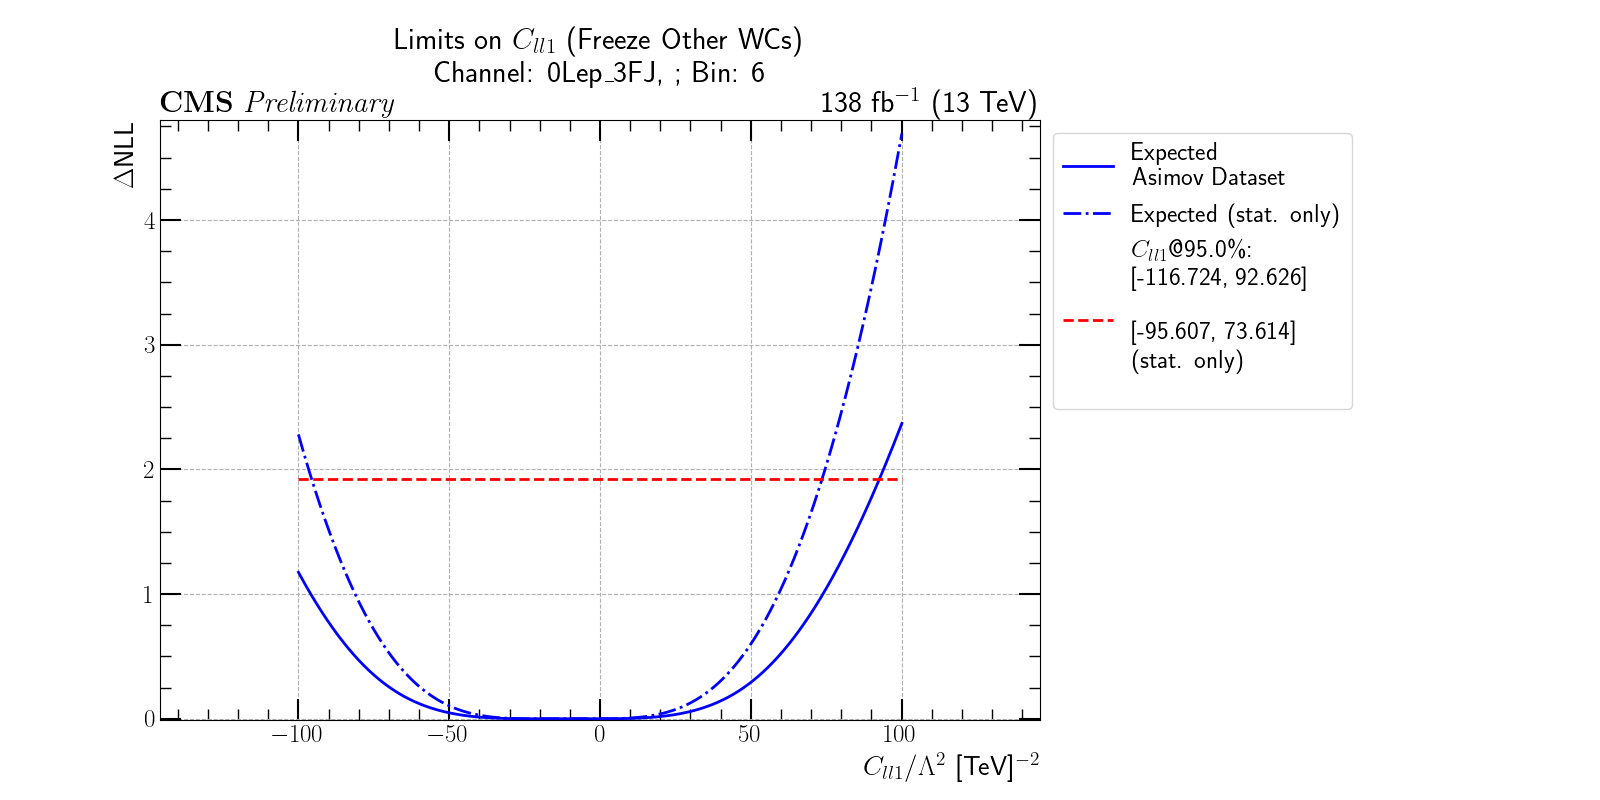 Limits on C_{ll1} (Freeze Other WCs)
Channel: 0Lep_3FJ, ; Bin: 6
CMS Preliminary
138 fb^{-1} (13 TeV)
ΔNLL
4
3
2
1
0
−100
−50
0
50
100
C_{ll1}/Λ^2 [TeV]^{-2}
Expected
Asimov Dataset
Expected (stat. only)
C_{ll1}@95.0%:
[-116.724, 92.626]
[-95.607, 73.614]
(stat. only)